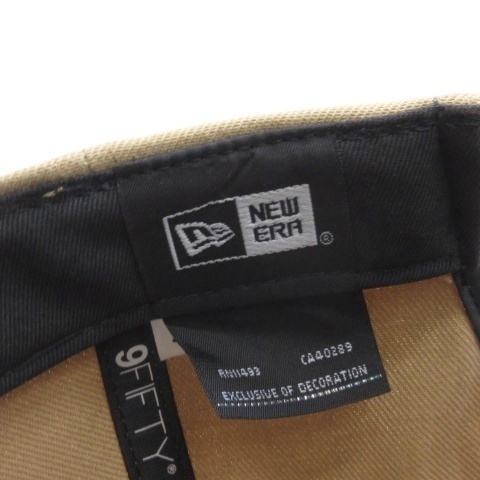 NEW
ERA
®
RN11493 CA40289
EXCLUSIVE OF DECORATION
9FIFTY®